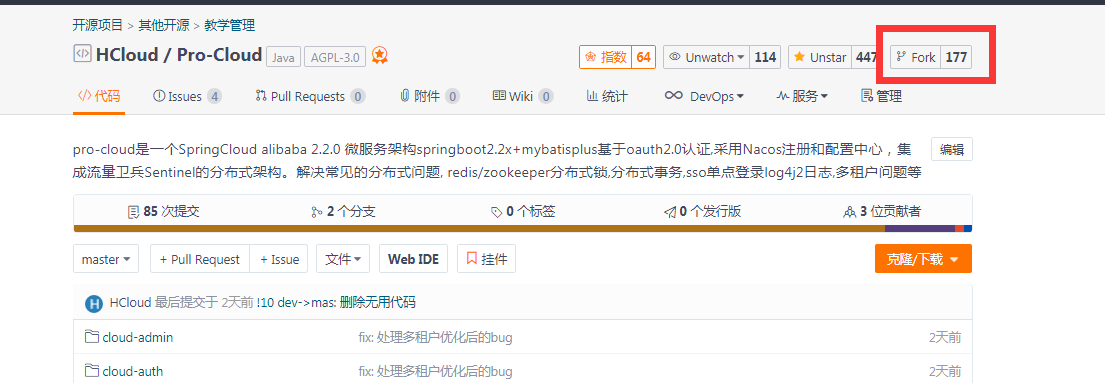 开源项目 > 其他开源 > 教学管理
HCloud / Pro-Cloud Java AGPL-3.0 指数 64 Unwatch 114 Unstar 447 Fork 177
代码 Issues 4 Pull Requests 0 附件 0 Wiki 0 统计 DevOps 服务 管理
pro-cloud是一个SpringCloud alibaba 2.2.0 微服务架构springboot2.2x+mybatisplus基于oauth2.0认证,采用Nacos注册和配置中心，集 编辑
成流量卫兵Sentinel的分布式架构。解决常见的分布式问题, redis/zookeeper分布式锁,分布式事务,sso单点登录log4j2日志,多租户问题等
85 次提交 2 个分支 0 个标签 0 个发行版 3 位贡献者
master + Pull Request + Issue 文件 Web IDE 挂件 克隆/下载
H HCloud 最后提交于 2天前 !10 dev->mas: 删除无用代码
cloud-admin fix: 处理多租户优化后的bug 2天前
cloud-auth fix: 处理多租户优化后的bug 2天前